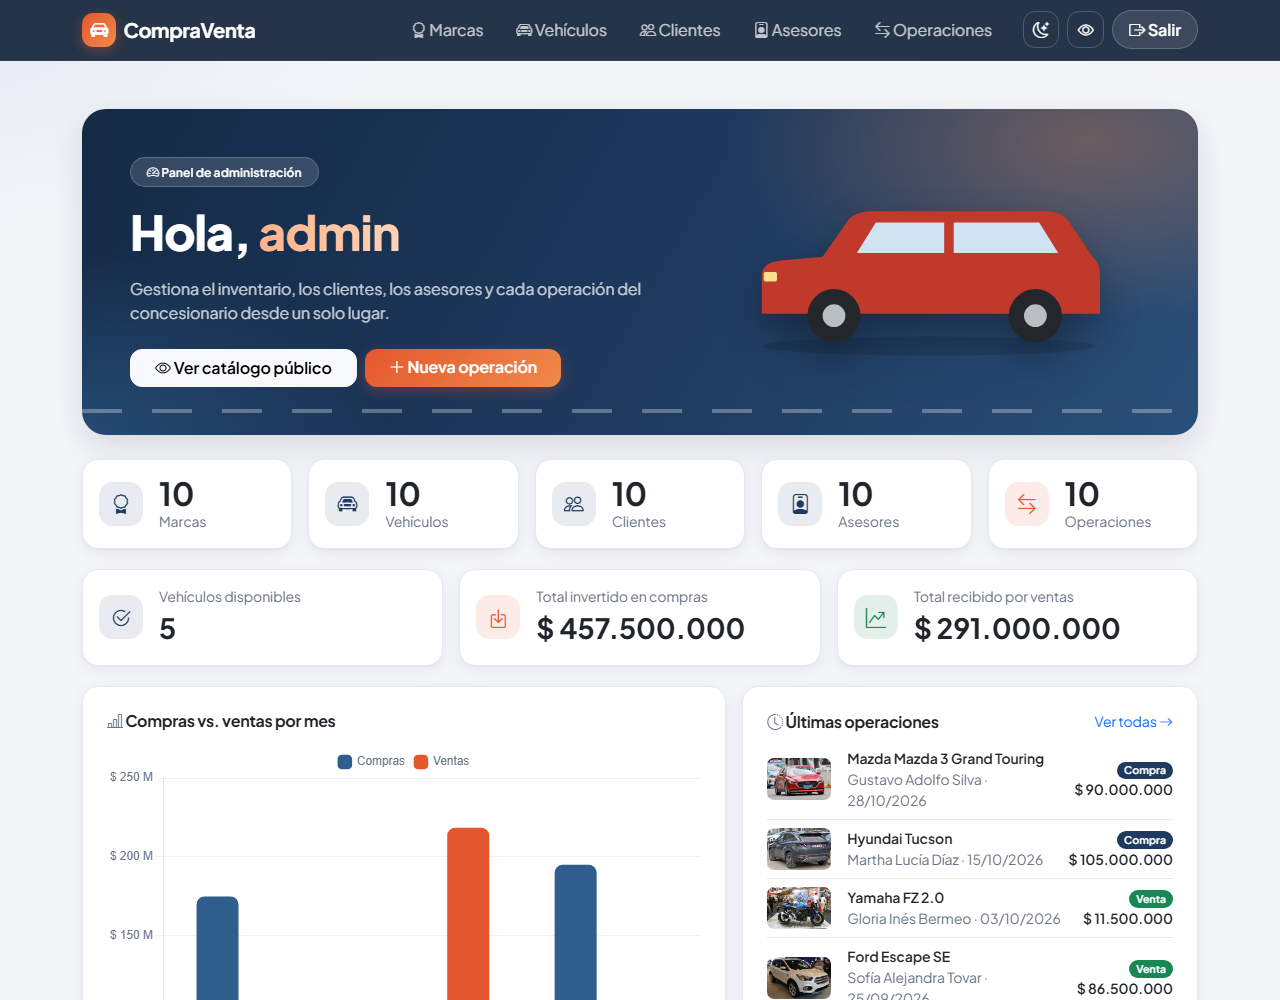 CompraVenta
Marcas
Vehículos
Clientes
Asesores
Operaciones
Salir
Panel de administración
Hola, admin
Gestiona el inventario, los clientes, los asesores y cada operación del
concesionario desde un solo lugar.
Ver catálogo público
Nueva operación
10
Marcas
10
Vehículos
10
Clientes
10
Asesores
10
Operaciones
Vehículos disponibles
5
Total invertido en compras
$ 457.500.000
Total recibido por ventas
$ 291.000.000
Compras vs. ventas por mes
Compras
Ventas
$ 250 M
$ 200 M
$ 150 M
Últimas operaciones
Ver todas
Mazda Mazda 3 Grand Touring
Gustavo Adolfo Silva ·
28/10/2026
Compra
$ 90.000.000
Hyundai Tucson
Martha Lucía Díaz · 15/10/2026
Compra
$ 105.000.000
Yamaha FZ 2.0
Gloria Inés Bermeo · 03/10/2026
Venta
$ 11.500.000
Ford Escape SE
Sofía Alejandra Tovar ·
25/09/2026
Venta
$ 86.500.000